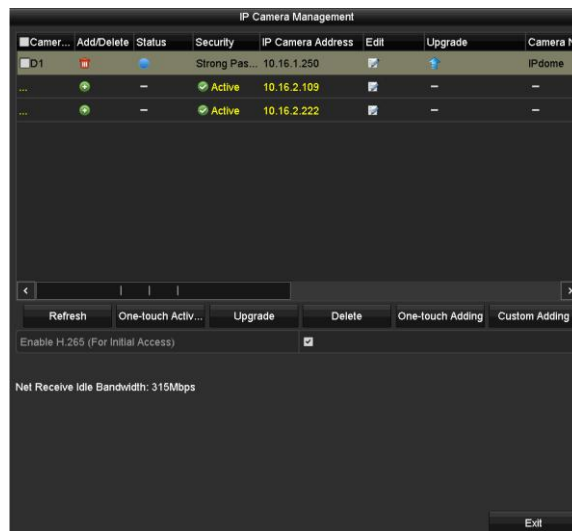 IP Camera Management
Camer... Add/Delete Status Security IP Camera Address Edit Upgrade Camera N
D1 Strong Pas... 10.16.1.250 IPdome
... – Active 10.16.2.109 – –
... – Active 10.16.2.222 – –
Refresh One-touch Activ... Upgrade Delete One-touch Adding Custom Adding
Enable H.265 (For Initial Access)
Net Receive Idle Bandwidth: 315Mbps
Exit